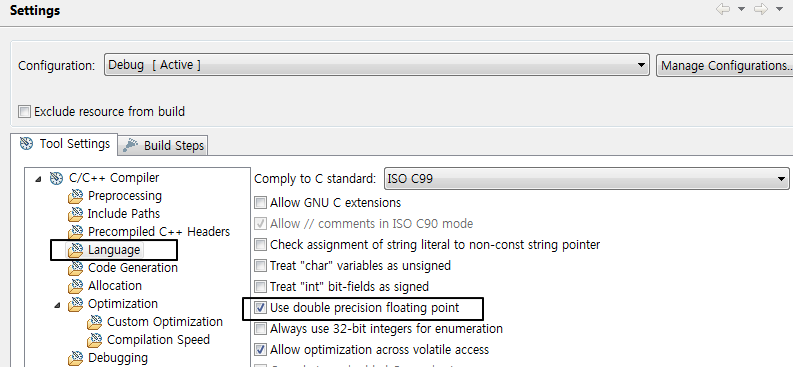 Settings
Configuration: Debug [ Active ] Manage Configurations...
Exclude resource from build
Tool Settings Build Steps
C/C++ Compiler
Preprocessing
Include Paths
Precompiled C++ Headers
Language
Code Generation
Allocation
Optimization
Custom Optimization
Compilation Speed
Debugging
Comply to C standard: ISO C99
Allow GNU C extensions
Allow // comments in ISO C90 mode
Check assignment of string literal to non-const string pointer
Treat "char" variables as unsigned
Treat "int" bit-fields as signed
Use double precision floating point
Always use 32-bit integers for enumeration
Allow optimization across volatile access